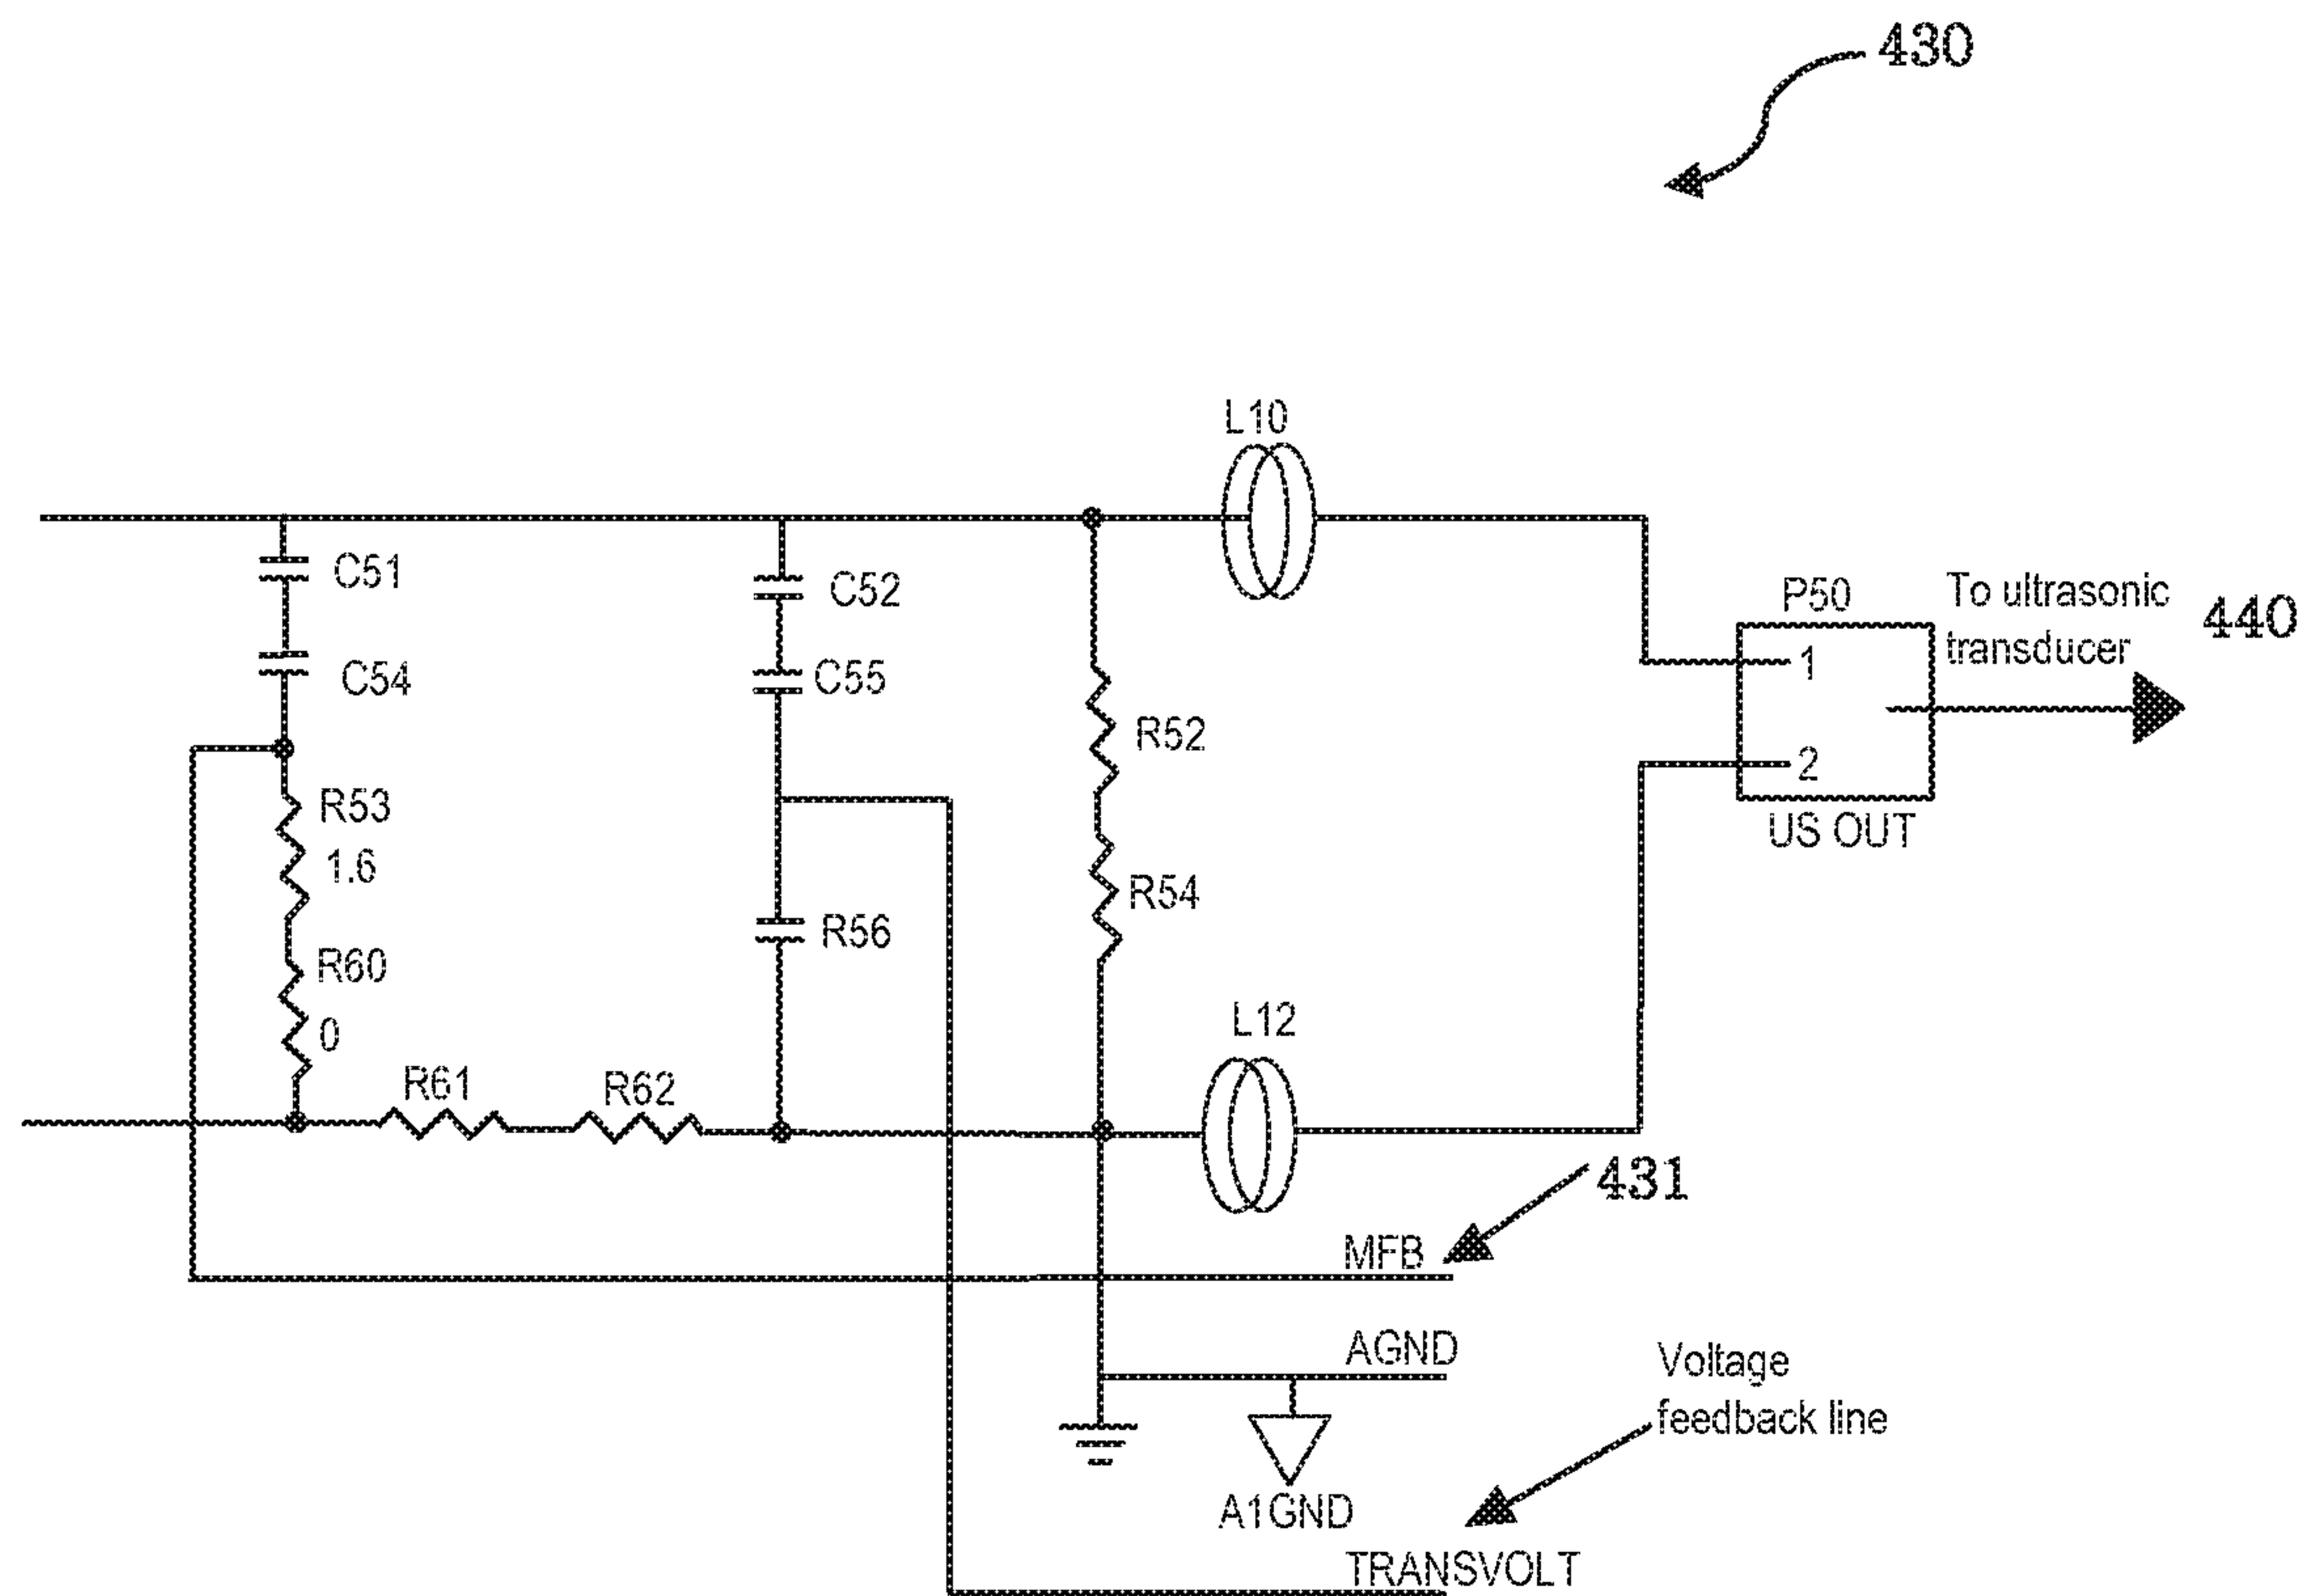 430
L10
C51
C52
P50
To ultrasonic
transducer
440
1
C54
C55
R52
2
R53
US OUT
1.6
R54
R56
R60
0
L12
R61
R62
431
MFB
AGND
Voltage
feedback line
A1GND
TRANSVOLT